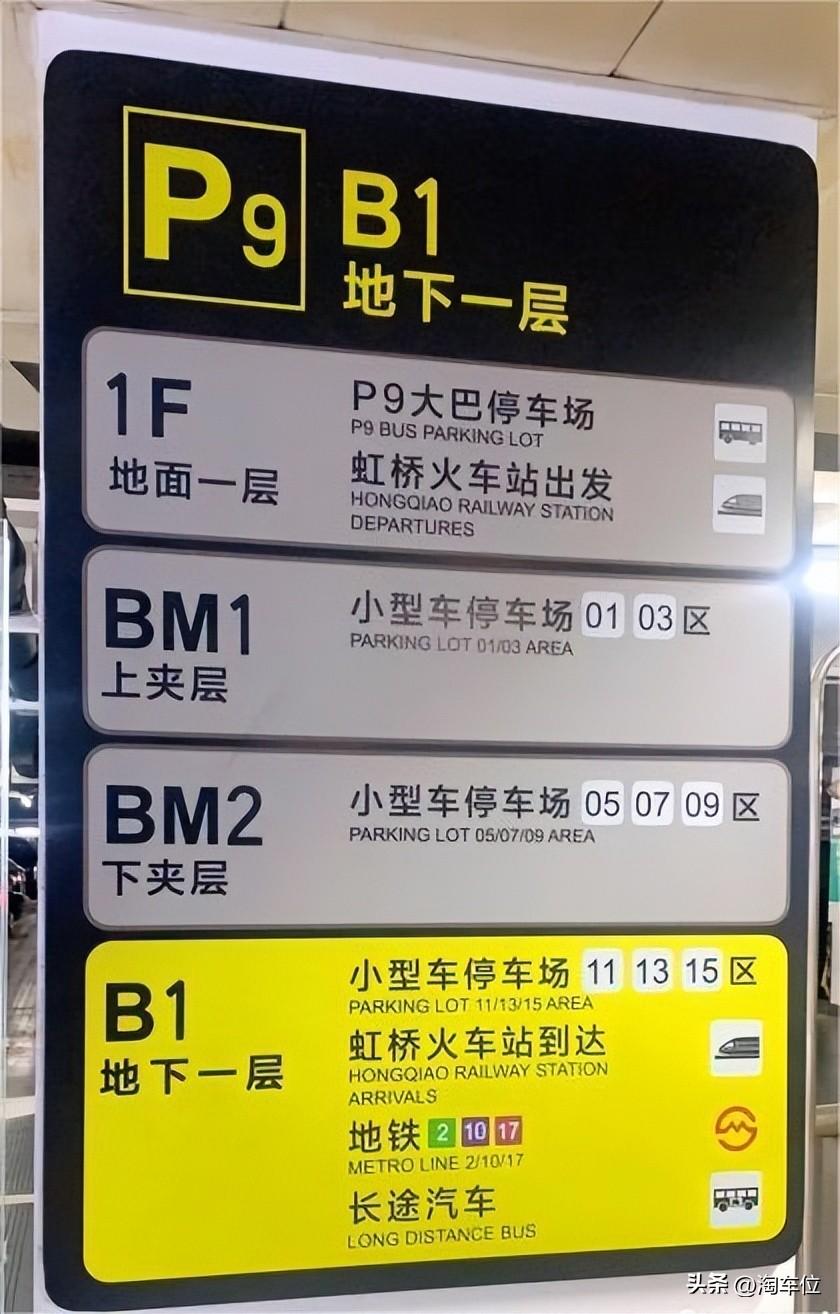 P9 B1
地下一层
1F
地面一层
P9大巴停车场
P9 BUS PARKING LOT
虹桥火车站出发
HONGQIAO RAILWAY STATION
DEPARTURES
BM1
上夹层
小型车停车场 01 03 区
PARKING LOT 01/03 AREA
BM2
下夹层
小型车停车场 05 07 09 区
PARKING LOT 05/07/09 AREA
B1
地下一层
小型车停车场 11 13 15 区
PARKING LOT 11/13/15 AREA
虹桥火车站到达
HONGQIAO RAILWAY STATION
ARRIVALS
地铁 2 10 17
METRO LINE 2/10/17
长途汽车
LONG DISTANCE BUS
头条 @淘车位